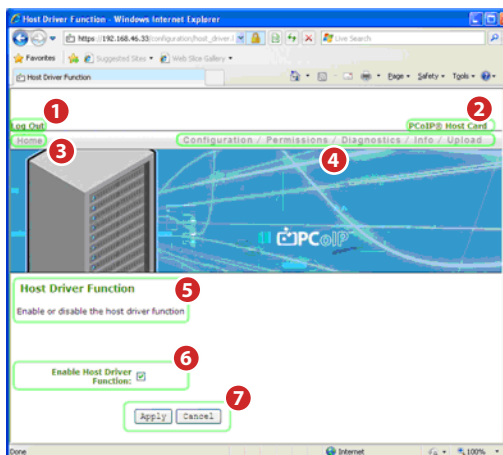 Host Driver Function - Windows Internet Explorer
https://192.168.46.33/configuration/host_driver.l
Live Search
Favorites Suggested Sites Web Slice Gallery
Host Driver Function Page Safety Tools
1
2
Log Out PCoIP® Host Card
Home Configuration / Permissions / Diagnostics / Info / Upload
3
4
PCoIP
Host Driver Function
5
Enable or disable the host driver function
6
Enable Host Driver
Function:
7
Apply Cancel
Done Internet 100%